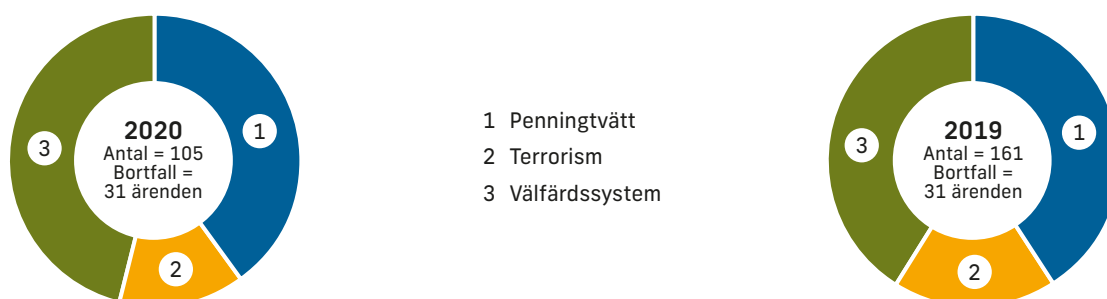 3
2020
Antal = 105
Bortfall =
31 ärenden
1
2
1 Penningtvätt
2 Terrorism
3 Välfärdssystem
3
2019
Antal = 161
Bortfall =
31 ärenden
1
2